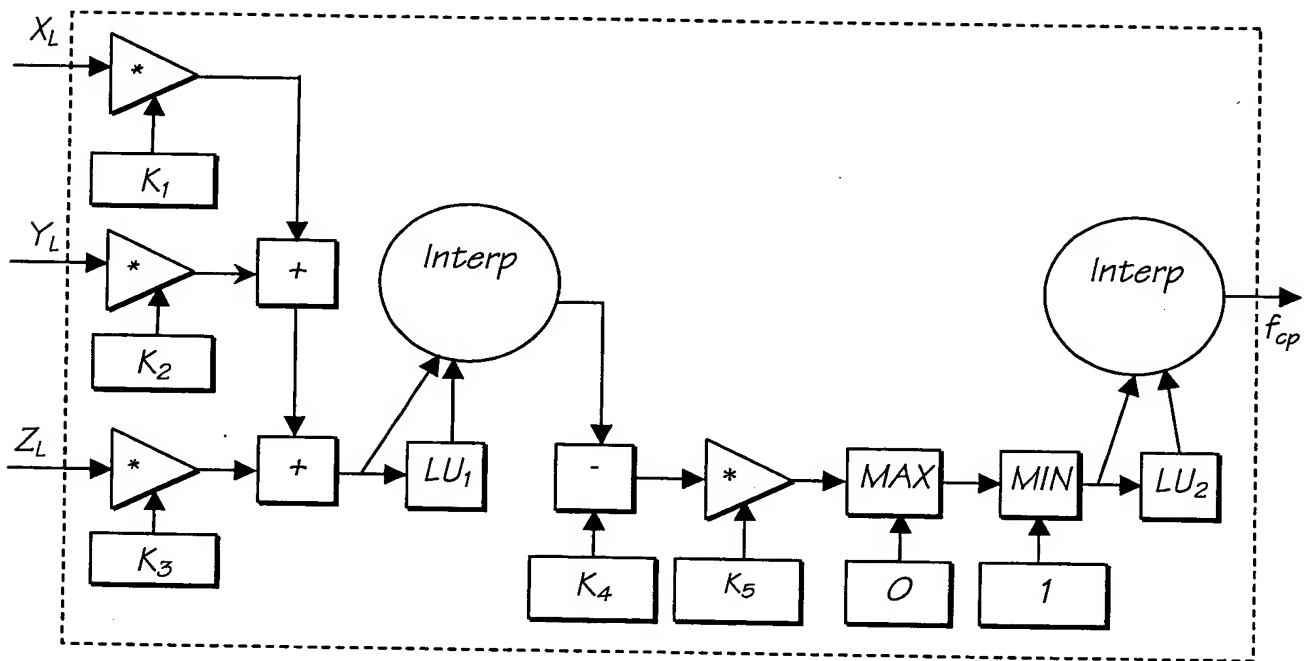 X_L
*
K_1
Y_L
*
K_2
+
Interp
Interp
f_cp
Z_L
*
K_3
+
LU_1
-
*
MAX
MIN
LU_2
K_4
K_5
0
1